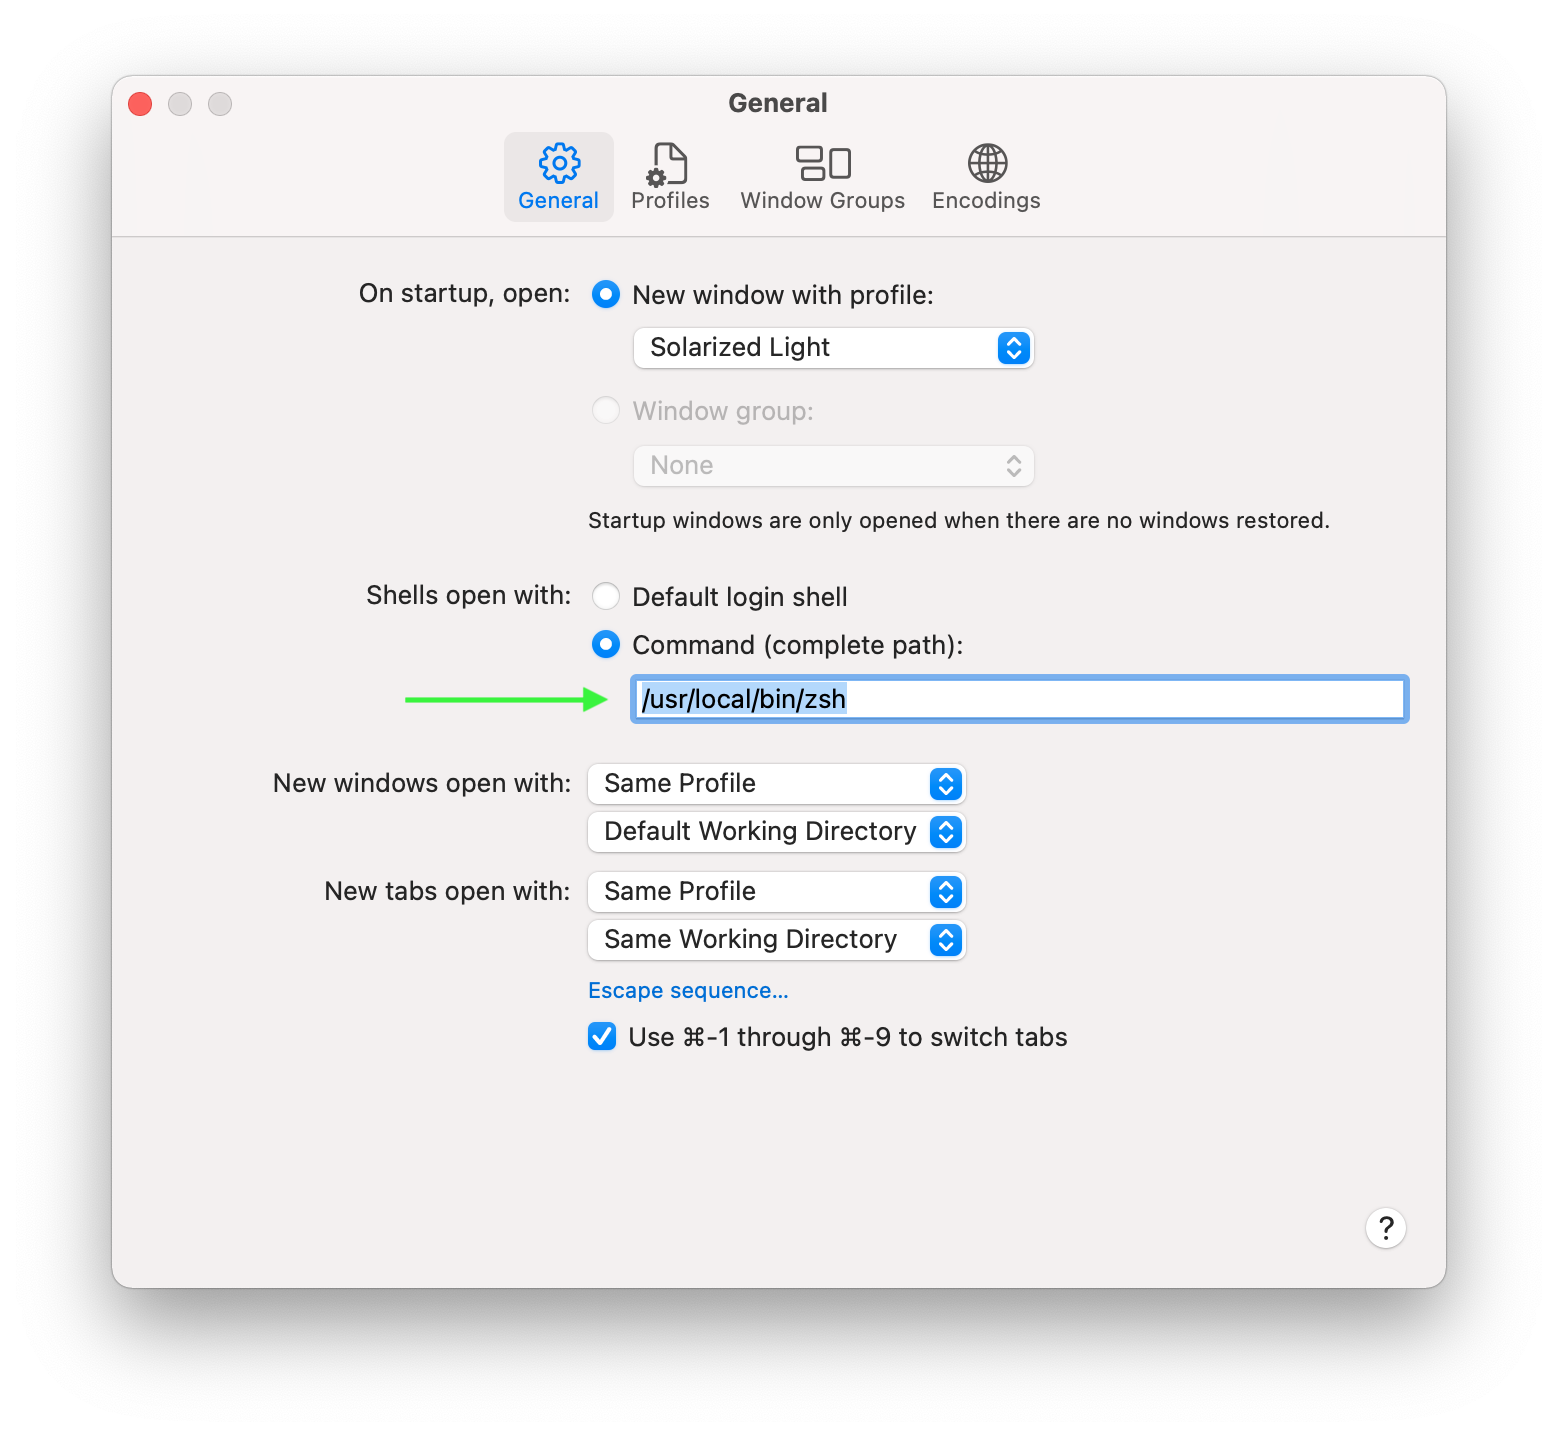 General
General
Profiles
Window Groups
Encodings
On startup, open:
New window with profile:
Solarized Light
Window group:
None
Startup windows are only opened when there are no windows restored.
Shells open with:
Default login shell
Command (complete path):
/usr/local/bin/zsh
New windows open with:
Same Profile
Default Working Directory
New tabs open with:
Same Profile
Same Working Directory
Escape sequence...
Use ⌘-1 through ⌘-9 to switch tabs
?